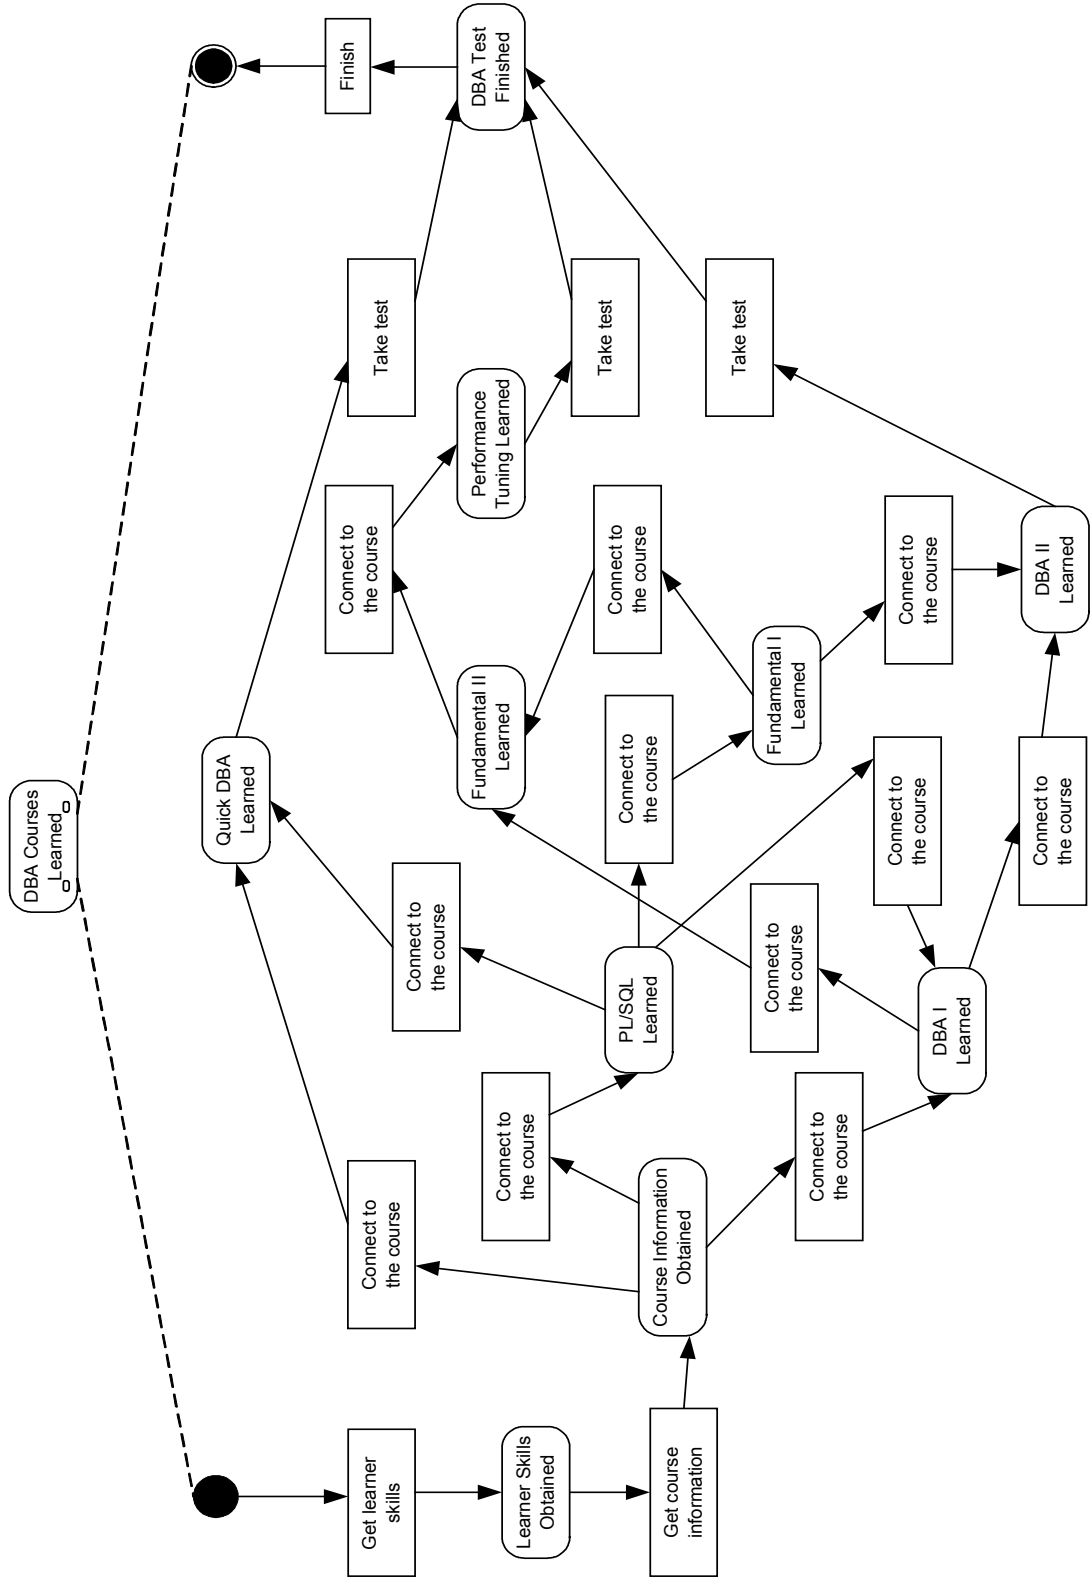 DBA Courses
Learned
Get learner
skills
Learner Skills
Obtained
Get course
information
Course Information
Obtained
Connect to
the course
Connect to
the course
Connect to
the course
Quick DBA
Learned
Connect to
the course
PL/SQL
Learned
Connect to
the course
DBA I
Learned
Connect to
the course
Connect to
the course
Connect to
the course
Fundamental II
Learned
Fundamental I
Learned
Connect to
the course
Connect to
the course
Connect to
the course
DBA II
Learned
Performance
Tuning Learned
Take test
Take test
Take test
DBA Test
Finished
Finish